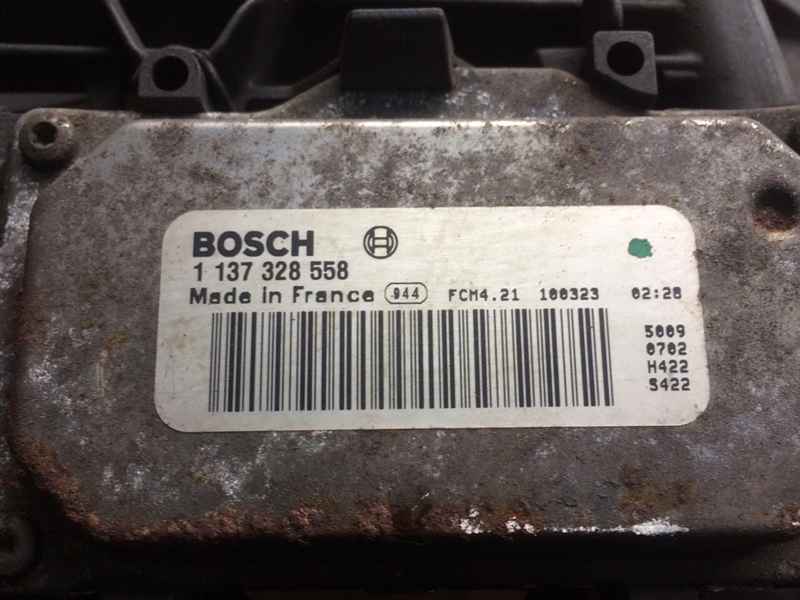 BOSCH
1 137 328 558
Made in France 944 FCM4.21 100323 02:28
5009
0702
H422
S422